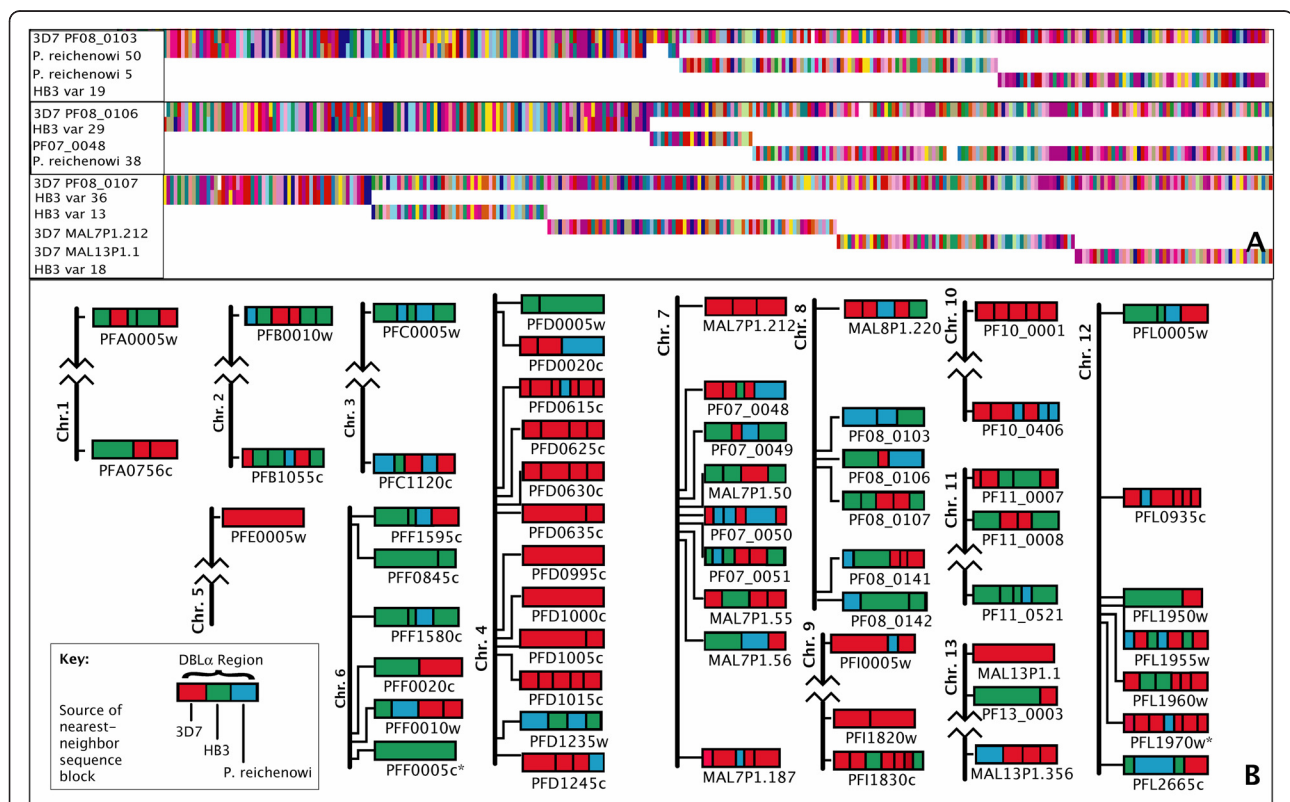 3D7 PF08_0103
P. reichenowi 50
P. reichenowi 5
HB3 var 19
3D7 PF08_0106
HB3 var 29
PF07_0048
P. reichenowi 38
3D7 PF08_0107
HB3 var 36
HB3 var 13
3D7 MAL7P1.212
3D7 MAL13P1.1
HB3 var 18
A
Chr.1
PFA0005w
PFA0756c
Chr. 2
PFB0010w
PFB1055c
Chr. 3
PFC0005w
PFC1120c
Chr. 4
PFD0005w
PFD0020c
PFD0615c
PFD0625c
PFD0630c
PFD0635c
PFD0995c
PFD1000c
PFD1005c
PFD1015c
PFD1235w
PFD1245c
Chr. 5
PFE0005w
Chr. 6
PFF1595c
PFF0845c
PFF1580c
PFF0020c
PFF0010w
PFF0005c*
Chr. 7
MAL7P1.212
PF07_0048
PF07_0049
MAL7P1.50
PF07_0050
PF07_0051
MAL7P1.55
MAL7P1.56
MAL7P1.187
Chr. 8
MAL8P1.220
PF08_0103
PF08_0106
PF08_0107
PF08_0141
PF08_0142
Chr. 9
PFI0005w
PFI1820w
PFI1830c
Chr. 10
PF10_0001
PF10_0406
Chr. 11
PF11_0007
PF11_0008
PF11_0521
Chr. 13
MAL13P1.1
PF13_0003
MAL13P1.356
Chr. 12
PFL0005w
PFL0935c
PFL1950w
PFL1955w
PFL1960w
PFL1970w*
PFL2665c
Key:
DBLα Region
Source of
nearest-
neighbor
sequence
block
3D7
HB3
P. reichenowi
B